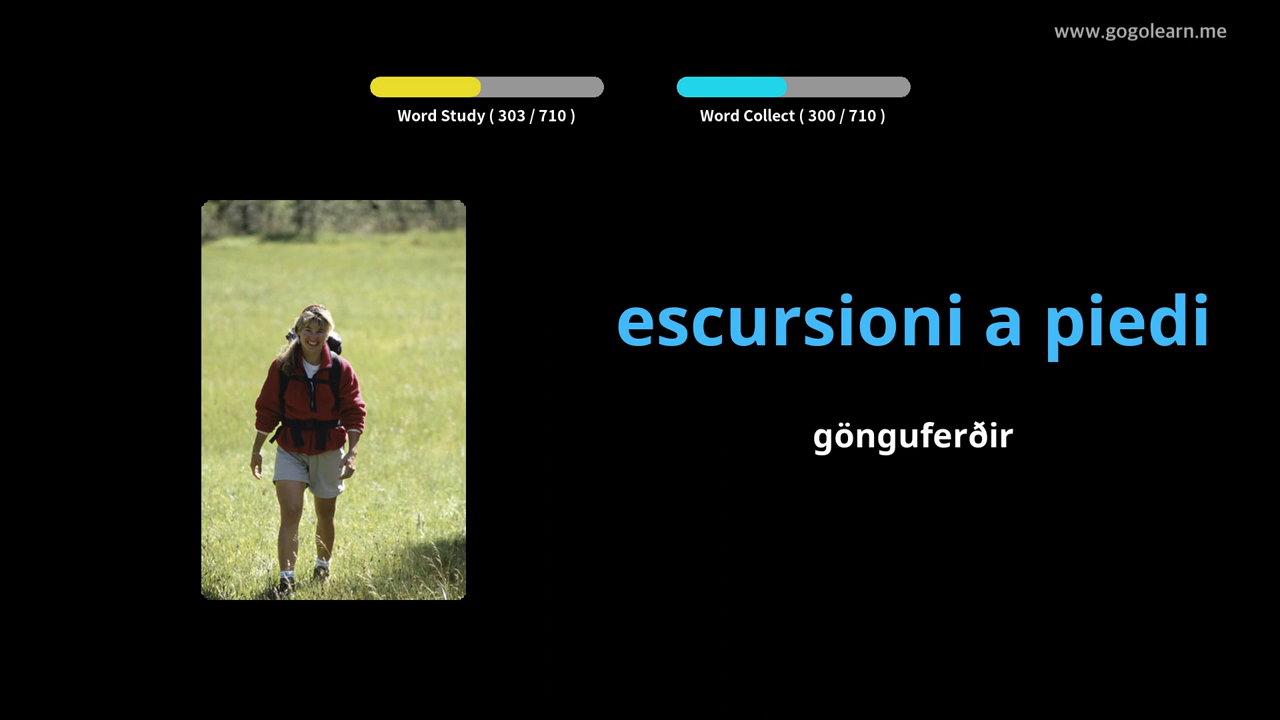 www.gogolearn.me
Word Study ( 303 / 710 )
Word Collect ( 300 / 710 )
escursioni a piedi
gönguferðir